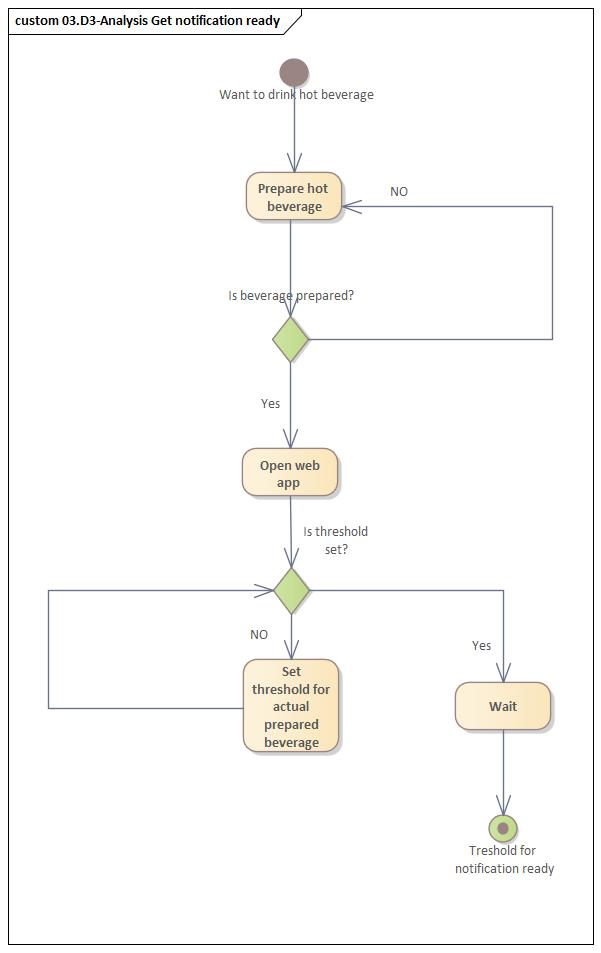 custom 03.D3-Analysis Get notification ready
Want to drink hot beverage
Prepare hot
beverage
NO
Is beverage prepared?
Yes
Open web
app
Is threshold
set?
NO
Yes
Set
threshold for
actual
prepared
beverage
Wait
Treshold for
notification ready